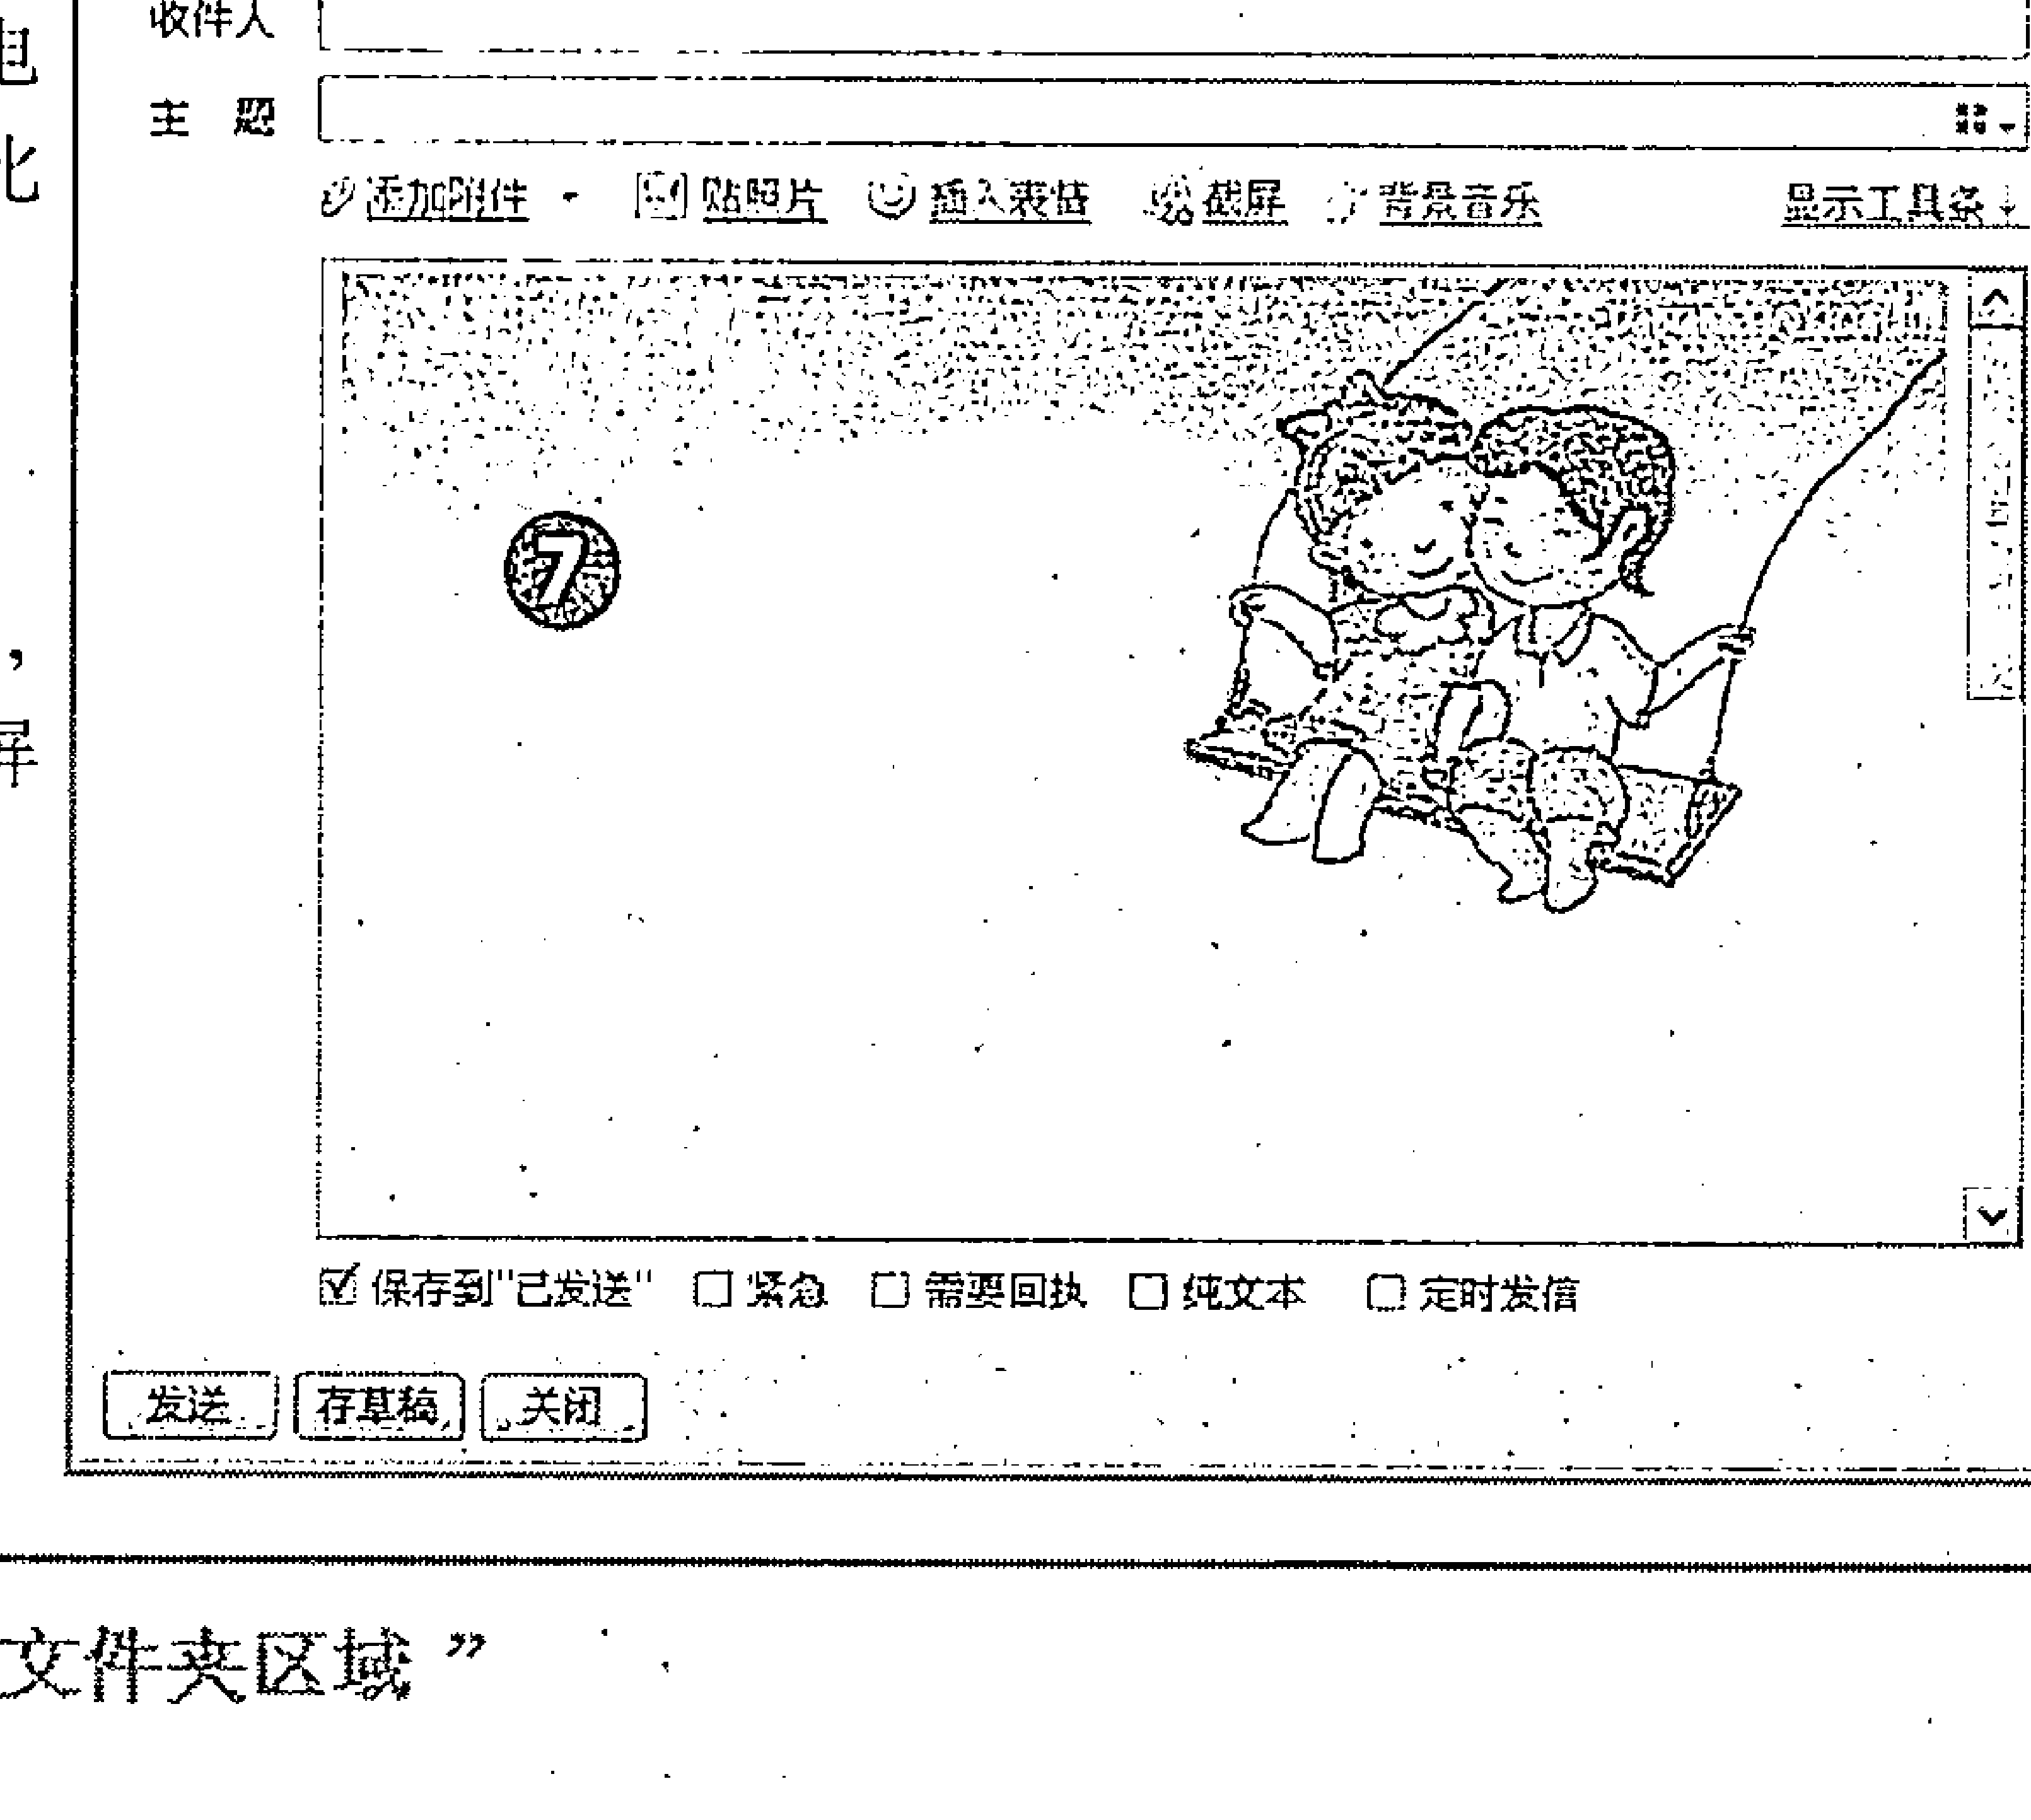 电
收件人
主 题
北
添加附件 贴照片 插入表情 截屏 背景音乐 显示工具条↓
7
，
屏
保存到"已发送" 紧急 需要回执 纯文本 定时发信
发送 存草稿 关闭
文件夹区域”